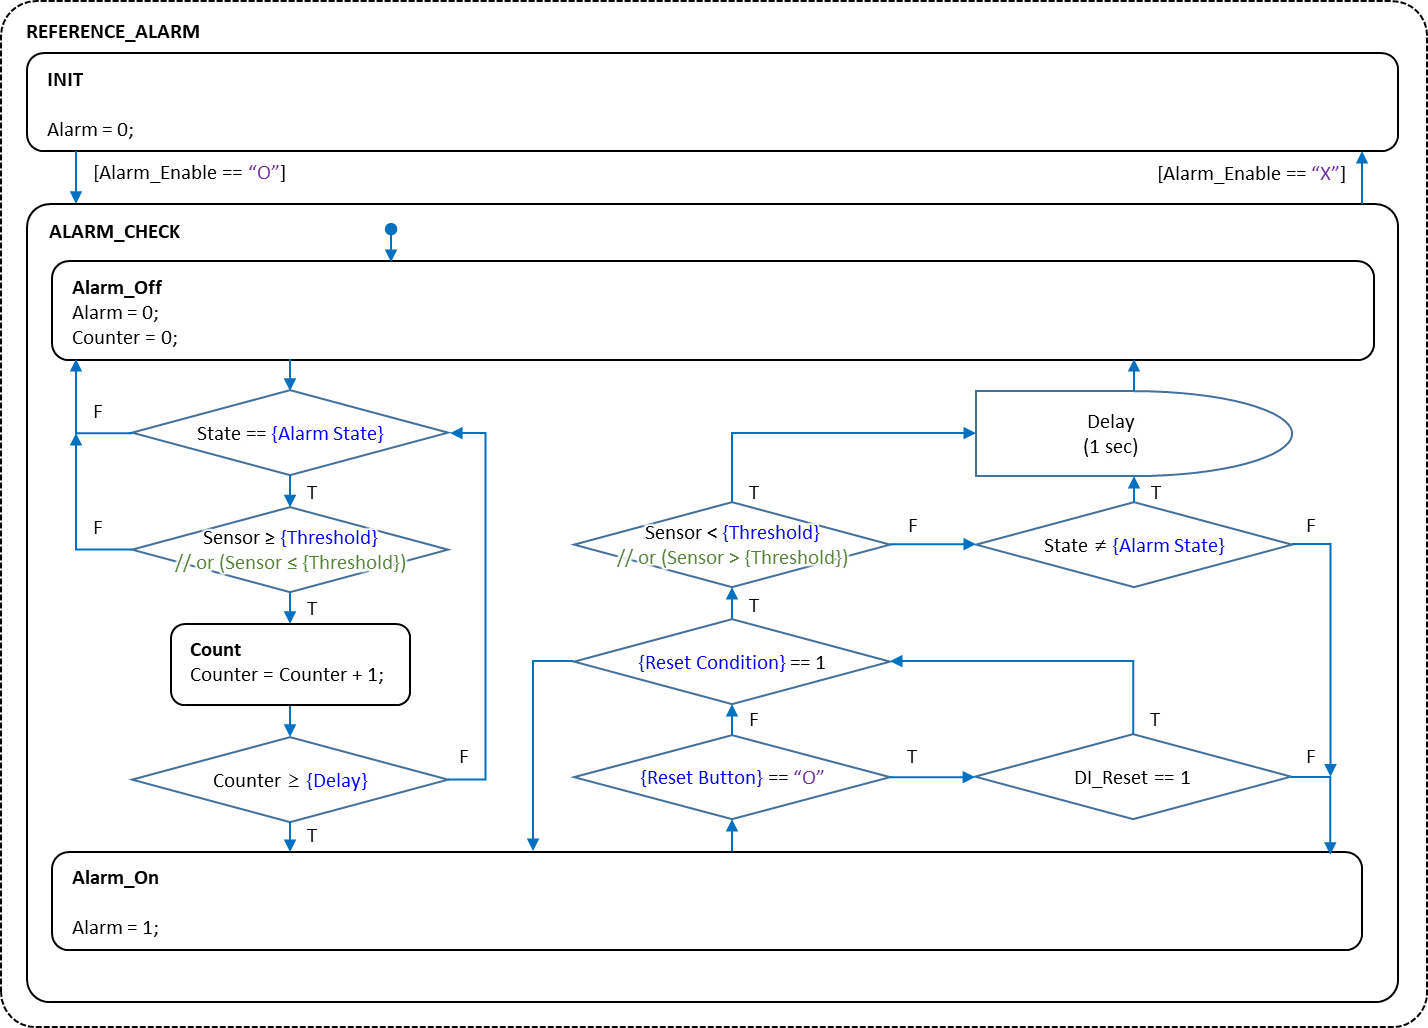 REFERENCE_ALARM
INIT
Alarm = 0;
[Alarm_Enable == “O”]
[Alarm_Enable == “X”]
ALARM_CHECK
Alarm_Off
Alarm = 0;
Counter = 0;
F
State == {Alarm State}
T
F
Sensor ≥ {Threshold}
// or (Sensor ≤ {Threshold})
T
Count
Counter = Counter + 1;
Counter ≥ {Delay}
F
T
Delay
(1 sec)
T
Sensor < {Threshold}
// or (Sensor > {Threshold})
F
T
State ≠ {Alarm State}
F
T
{Reset Condition} == 1
F
{Reset Button} == “O”
T
T
DI_Reset == 1
F
Alarm_On
Alarm = 1;